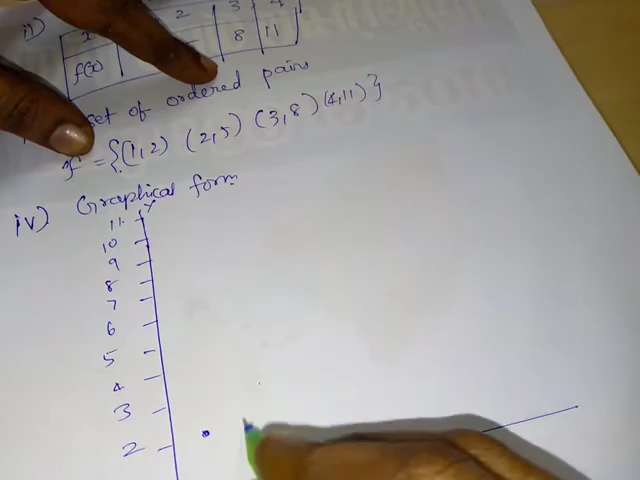 ii) x 2 3 4
f(x) 8 11
set of ordered pairs
f = {(1,2) (2,5) (3,8) (4,11)}
iv) Graphical form
Y
11
10
9
8
7
6
5
4
3
2